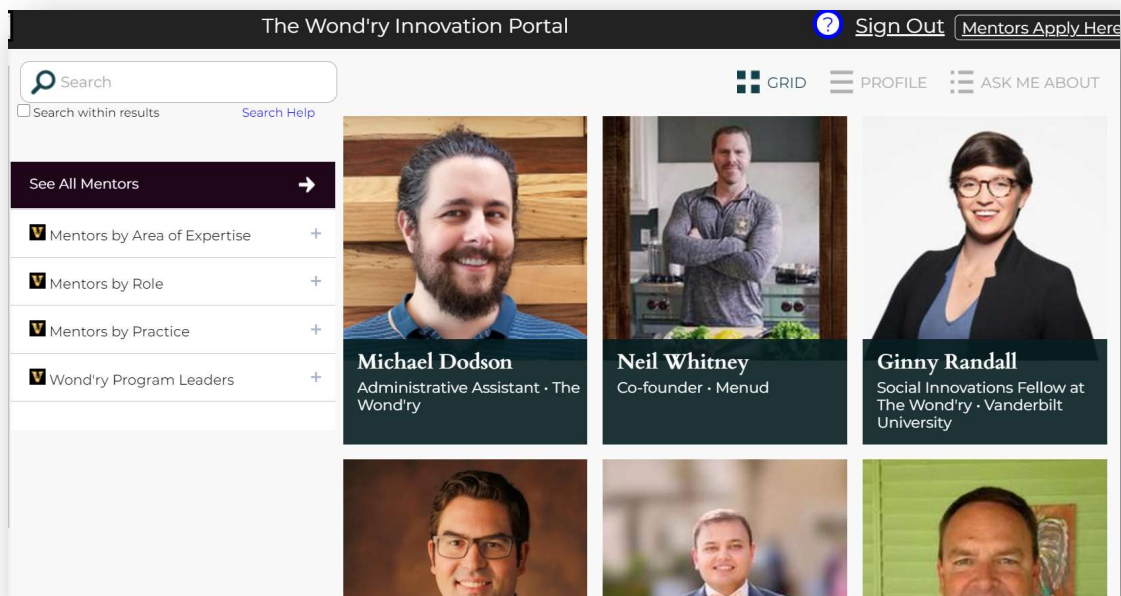 The Wond'ry Innovation Portal
?
Sign Out
Mentors Apply Here
Search
Search within results
Search Help
GRID
PROFILE
ASK ME ABOUT
See All Mentors
V Mentors by Area of Expertise +
V Mentors by Role +
V Mentors by Practice +
V Wond'ry Program Leaders +
Michael Dodson
Administrative Assistant · The
Wond'ry
Neil Whitney
Co-founder · Menud
Ginny Randall
Social Innovations Fellow at
The Wond'ry · Vanderbilt
University